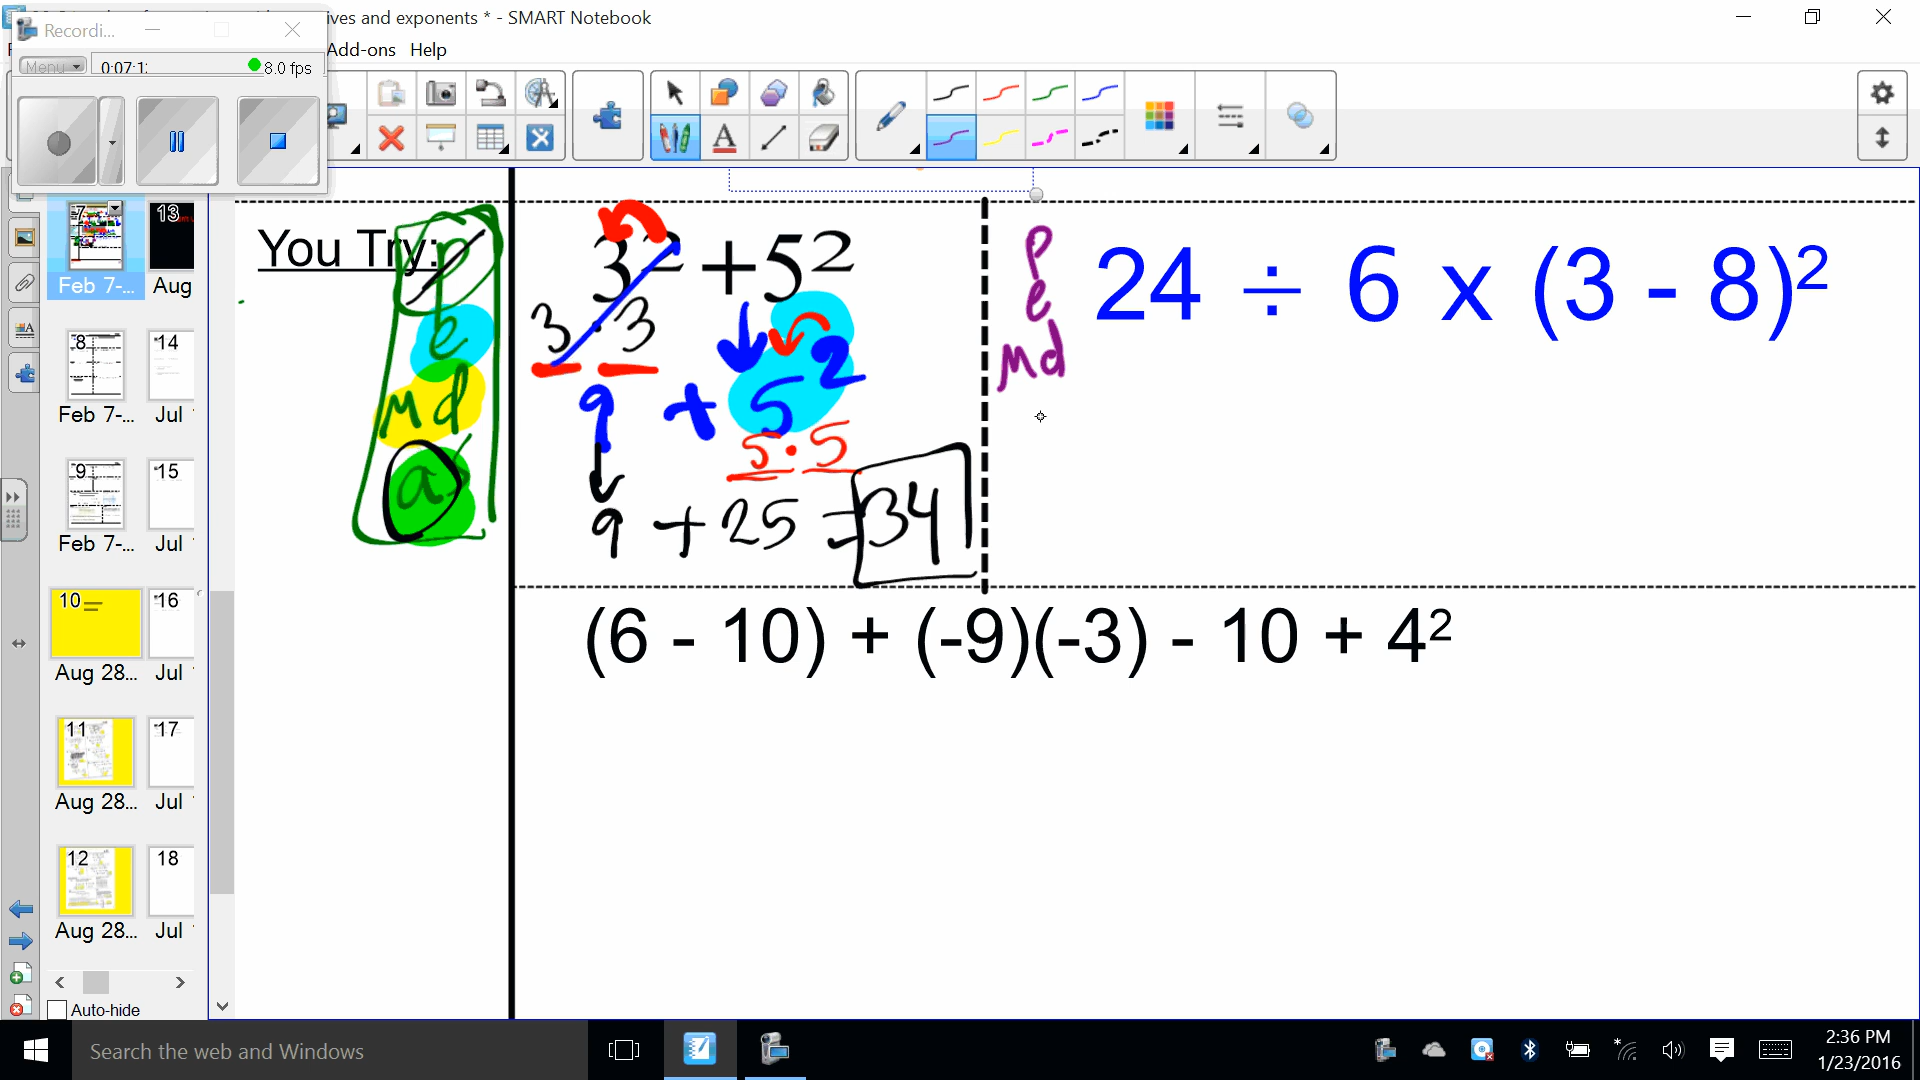 ives and exponents * - SMART Notebook
Recordi...
Add-ons Help
Menu 0:07:1 8.0 fps
7 13
Feb 7-... Aug
8 14
Feb 7-... Jul
9 15
Feb 7-... Jul
10 16
Aug 28... Jul
11 17
Aug 28... Jul
12 18
Aug 28... Jul
Auto-hide
You Try:
p
e
Md
as
3² + 5²
3 · 3
9 + 5²
5 · 5
9 + 25 = 34
p
e
Md
24 ÷ 6 x (3 - 8)²
(6 - 10) + (-9)(-3) - 10 + 4²
Search the web and Windows
2:36 PM
1/23/2016